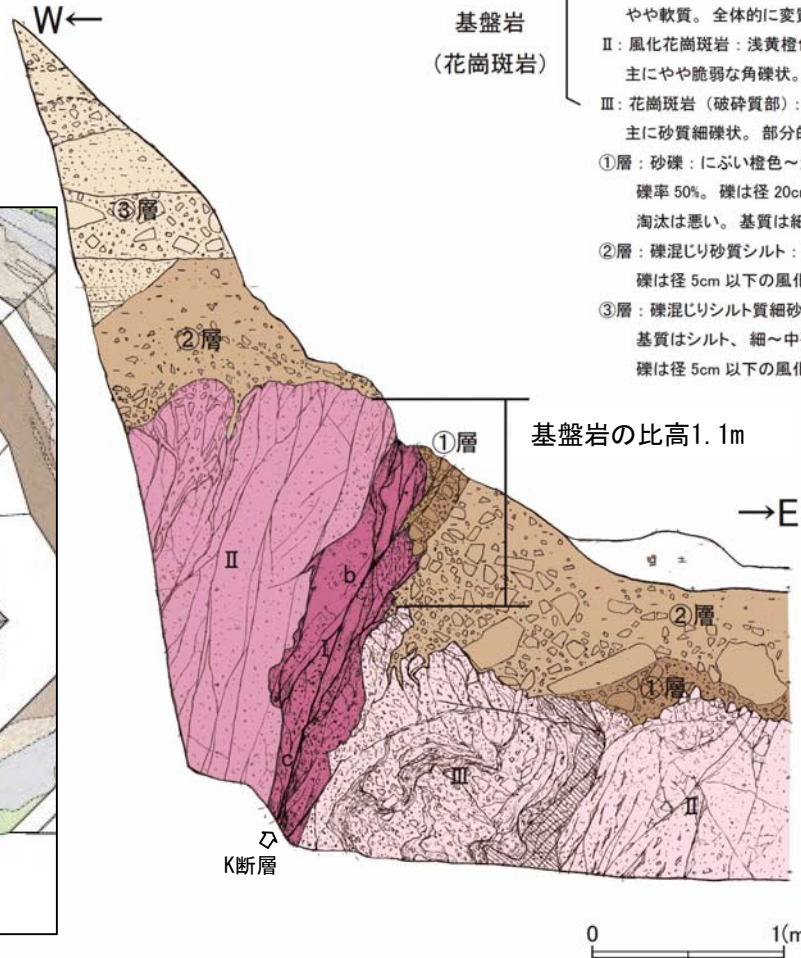 W←
基盤岩
(花崗斑岩)
やや軟質。全体的に変質
Ⅱ：風化花崗斑岩：浅黄橙色
主にやや脆弱な角礫状。
Ⅲ：花崗斑岩（破砕質部）：
主に砂質細礫状。部分的
①層：砂礫：にぶい橙色～
礫率 50%。礫は径 20cm
淘汰は悪い。基質は細
②層：礫混じり砂質シルト：
礫は径 5cm 以下の風化
③層：礫混じりシルト質細砂
基質はシルト、細～中
礫は径 5cm 以下の風化
③層
②層
①層
基盤岩の比高1.1m
→E
盛土
Ⅱ
b
②層
I
①層
c
Ⅲ
Ⅱ
K断層
0 1(m